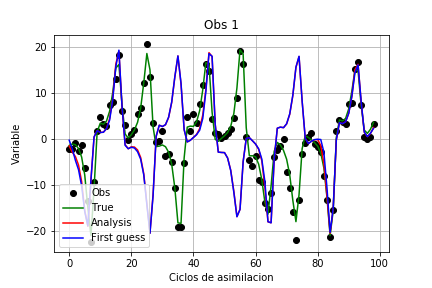 Obs 1
20
10
0
−10
−20
Variable
Obs
True
Analysis
First guess
0
20
40
60
80
100
Ciclos de asimilacion